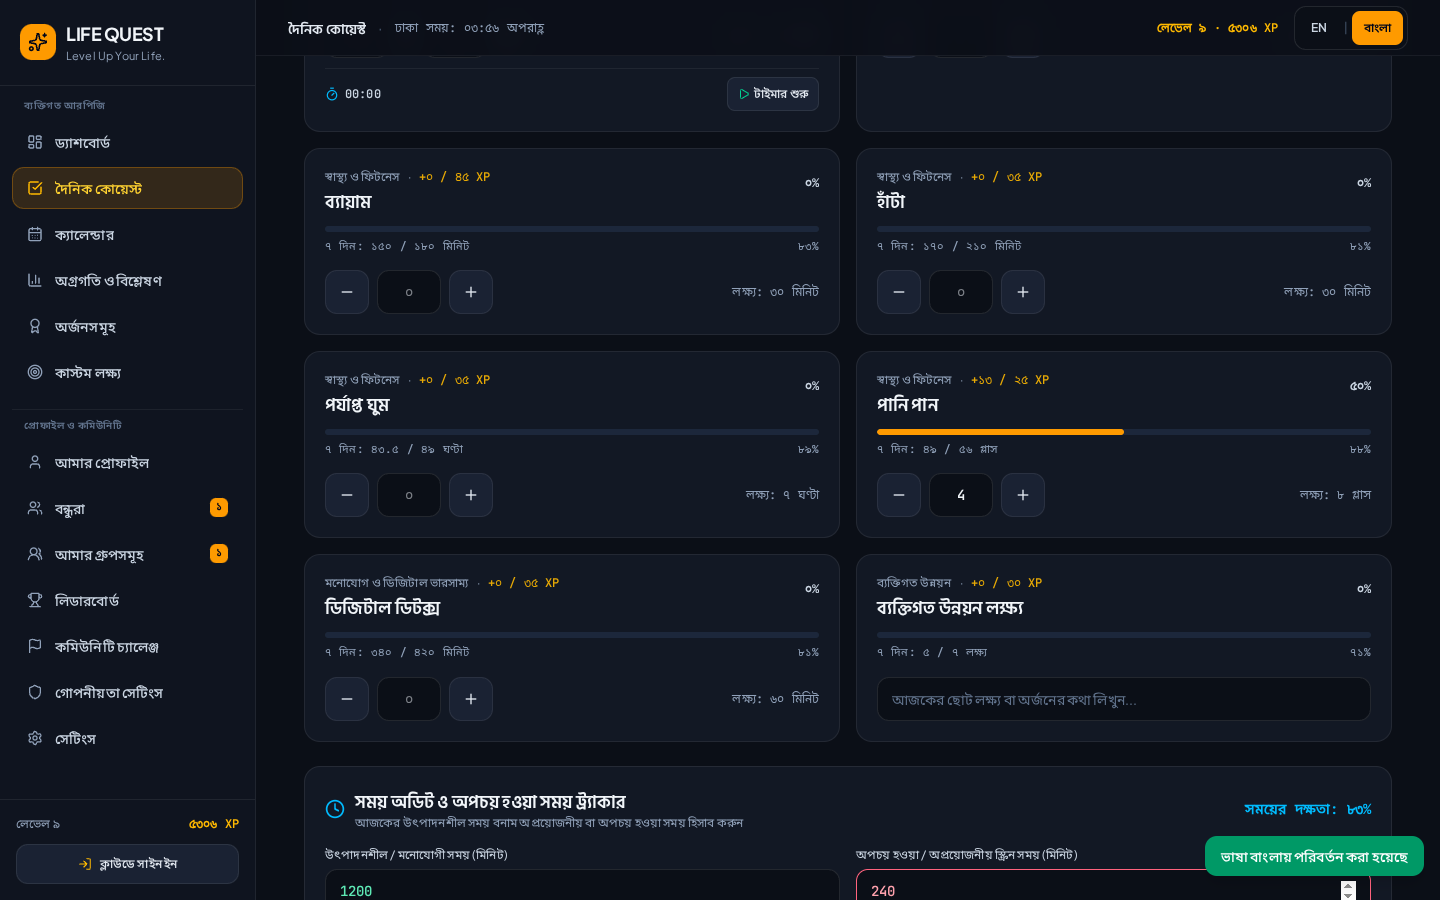 LIFE QUEST
Level Up Your Life.
ব্যক্তিগত আরপিজি
ড্যাশবোর্ড
দৈনিক কোয়েস্ট
ক্যালেন্ডার
অগ্রগতি ও বিশ্লেষণ
অর্জনসমূহ
কাস্টম লক্ষ্য
প্রোফাইল ও কমিউনিটি
আমার প্রোফাইল
বন্ধুরা ১
আমার গ্রুপসমূহ ১
লিডারবোর্ড
কমিউনিটি চ্যালেঞ্জ
গোপনীয়তা সেটিংস
সেটিংস
লেভেল ৯ ৫৩০৬ XP
ক্লাউডে সাইন ইন
দৈনিক কোয়েস্ট · ঢাকা সময়: ০৩:৫৬ অপরাহ্ণ
লেভেল ৯ · ৫৩০৬ XP
EN | বাংলা
00:00 টাইমার শুরু
স্বাস্থ্য ও ফিটনেস · +০ / ৪৫ XP
০%
ব্যায়াম
৭ দিন: ১৫০ / ১৮০ মিনিট ৮৩%
− ০ + লক্ষ্য: ৩০ মিনিট
স্বাস্থ্য ও ফিটনেস · +০ / ৩৫ XP
০%
হাঁটা
৭ দিন: ১৭০ / ২১০ মিনিট ৮১%
− ০ + লক্ষ্য: ৩০ মিনিট
স্বাস্থ্য ও ফিটনেস · +০ / ৩৫ XP
০%
পর্যাপ্ত ঘুম
৭ দিন: ৪৩.৫ / ৪৯ ঘণ্টা ৮৯%
− ০ + লক্ষ্য: ৭ ঘণ্টা
স্বাস্থ্য ও ফিটনেস · +১৩ / ২৫ XP
৫০%
পানি পান
৭ দিন: ৪৯ / ৫৬ গ্লাস ৮৮%
− 4 + লক্ষ্য: ৮ গ্লাস
মনোযোগ ও ডিজিটাল ভারসাম্য · +০ / ৩৫ XP
০%
ডিজিটাল ডিটক্স
৭ দিন: ৩৪০ / ৪২০ মিনিট ৮১%
− ০ + লক্ষ্য: ৬০ মিনিট
ব্যক্তিগত উন্নয়ন · +০ / ৩০ XP
০%
ব্যক্তিগত উন্নয়ন লক্ষ্য
৭ দিন: ৫ / ৭ লক্ষ্য ৭১%
আজকের ছোট লক্ষ্য বা অর্জনের কথা লিখুন...
সময় অডিট ও অপচয় হওয়া সময় ট্র্যাকার
আজকের উৎপাদনশীল সময় বনাম অপ্রয়োজনীয় বা অপচয় হওয়া সময় হিসাব করুন
সময়ের দক্ষতা: ৮৩%
উৎপাদনশীল / মনোযোগী সময় (মিনিট)
1200
অপচয় হওয়া / অপ্রয়োজনীয় স্ক্রিন সময় (মিনিট)
240
ভাষা বাংলায় পরিবর্তন করা হয়েছে